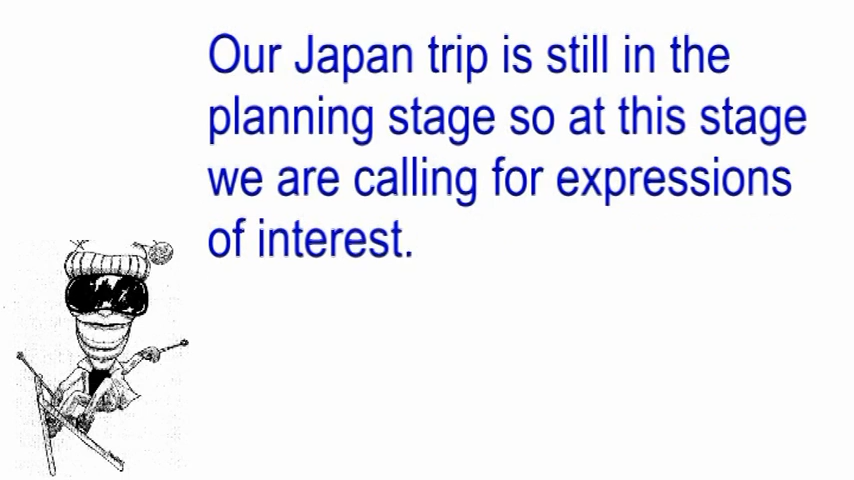 Our Japan trip is still in the
planning stage so at this stage
we are calling for expressions
of interest.